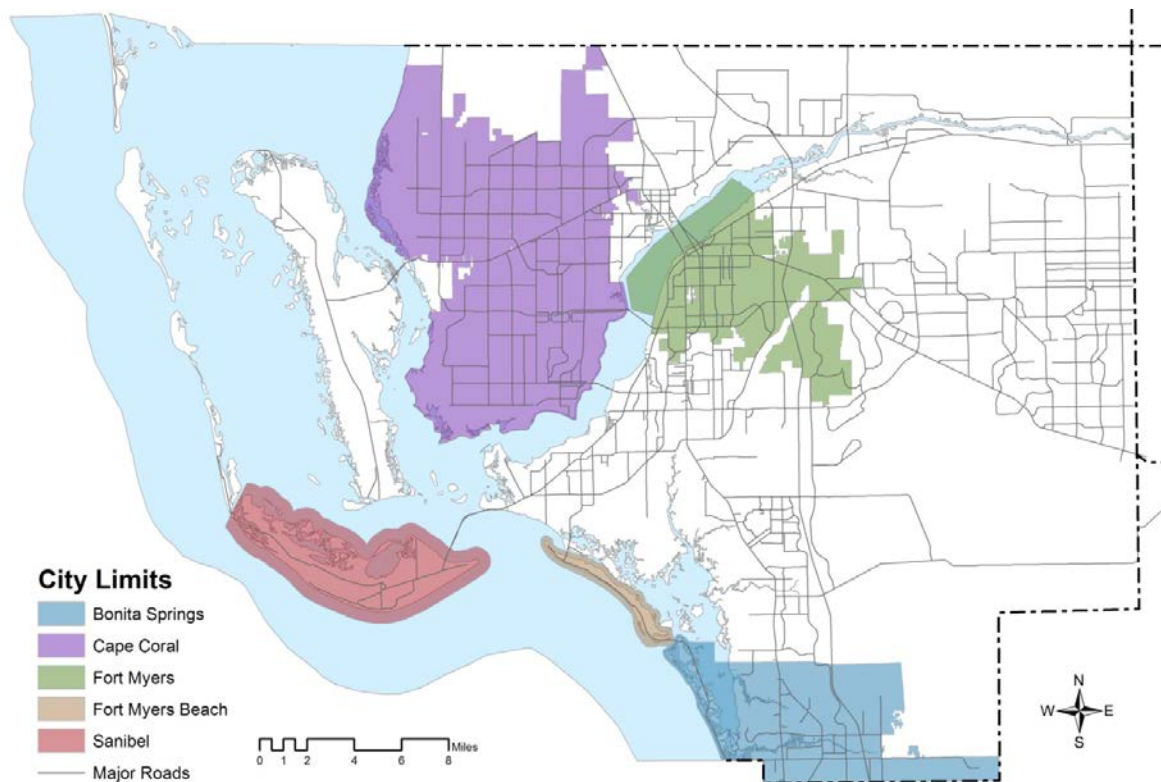 City Limits
Bonita Springs
Cape Coral
Fort Myers
Fort Myers Beach
Sanibel
Major Roads
Miles
0 1 2 4 6 8
N
W E
S